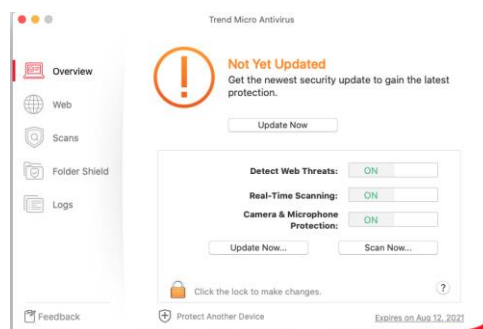 Trend Micro Antivirus
Overview
Web
Scans
Folder Shield
Logs
Feedback
Not Yet Updated
Get the newest security update to gain the latest
protection.
Update Now
Detect Web Threats: ON
Real-Time Scanning: ON
Camera & Microphone
Protection: ON
Update Now... Scan Now...
Click the lock to make changes. ?
Protect Another Device Expires on Aug 12, 2021